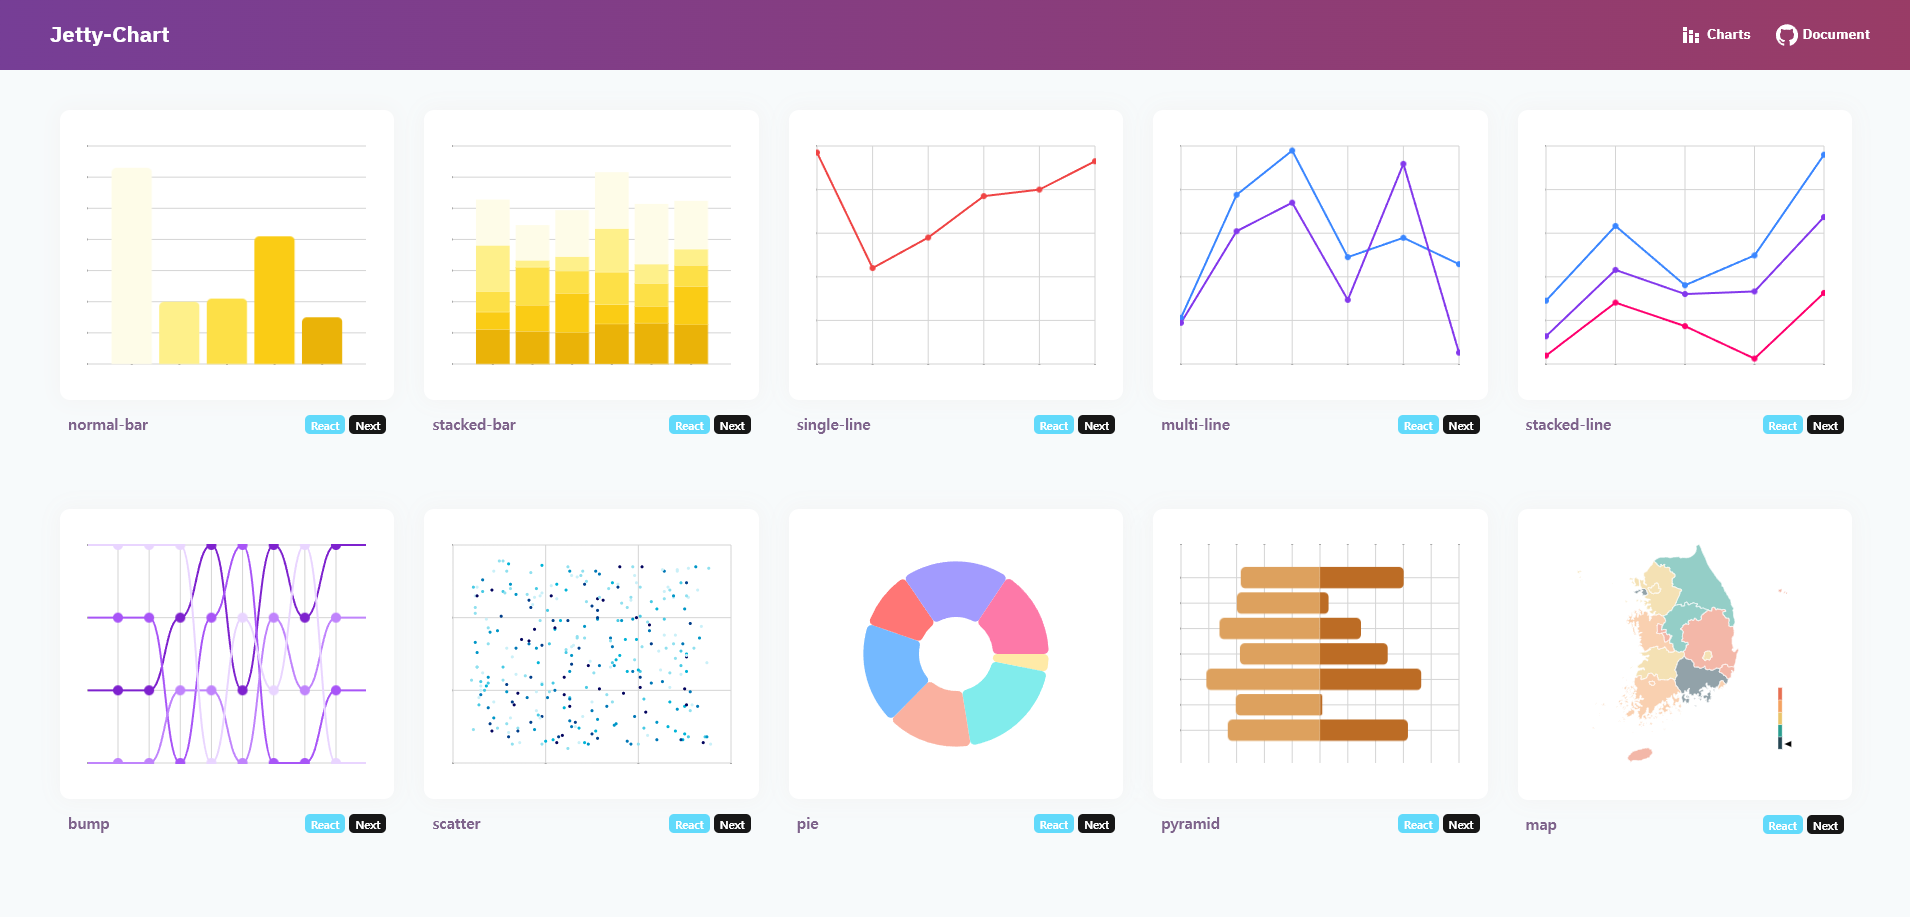 Jetty-Chart
Charts
Document
normal-bar
React
Next
stacked-bar
React
Next
single-line
React
Next
multi-line
React
Next
stacked-line
React
Next
bump
React
Next
scatter
React
Next
pie
React
Next
pyramid
React
Next
map
React
Next